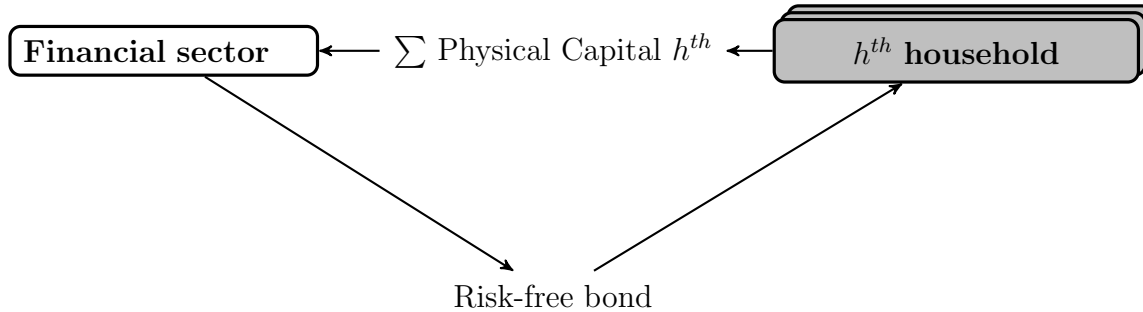 Financial sector
∑ Physical Capital h^{th}
h^{th} household
Risk-free bond